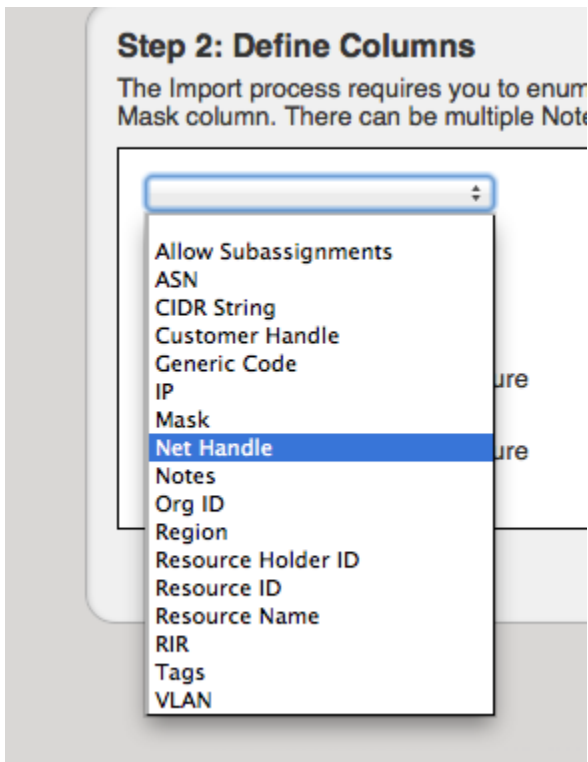 Step 2: Define Columns
The Import process requires you to
Mask column. There can be multiple
Allow Subassignments
ASN
CIDR String
Customer Handle
Generic Code
IP
Mask
Net Handle
Notes
Org ID
Region
Resource Holder ID
Resource ID
Resource Name
RIR
Tags
VLAN